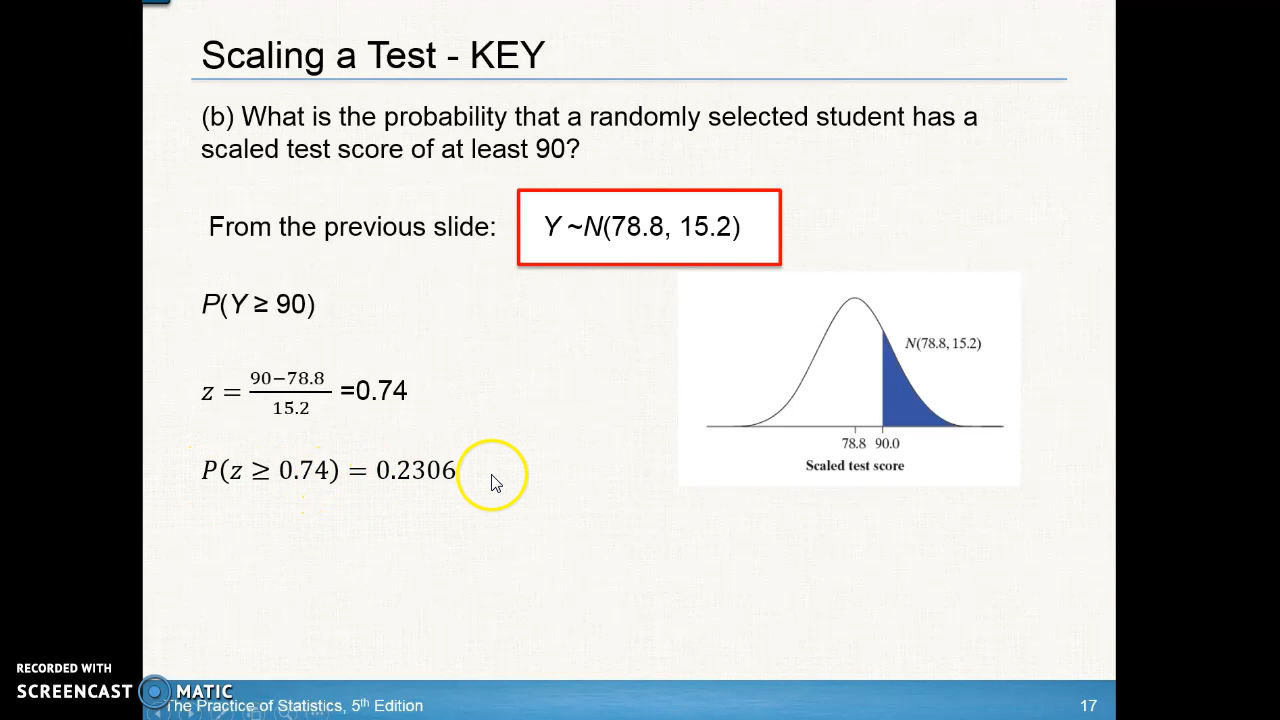 Scaling a Test - KEY
(b) What is the probability that a randomly selected student has a
scaled test score of at least 90?
From the previous slide:
Y ~N(78.8, 15.2)
P(Y ≥ 90)
z = 90−78.8 / 15.2 =0.74
P(z ≥ 0.74) = 0.2306
N(78.8, 15.2)
78.8 90.0
Scaled test score
RECORDED WITH
SCREENCAST MATIC
The Practice of Statistics, 5th Edition
17